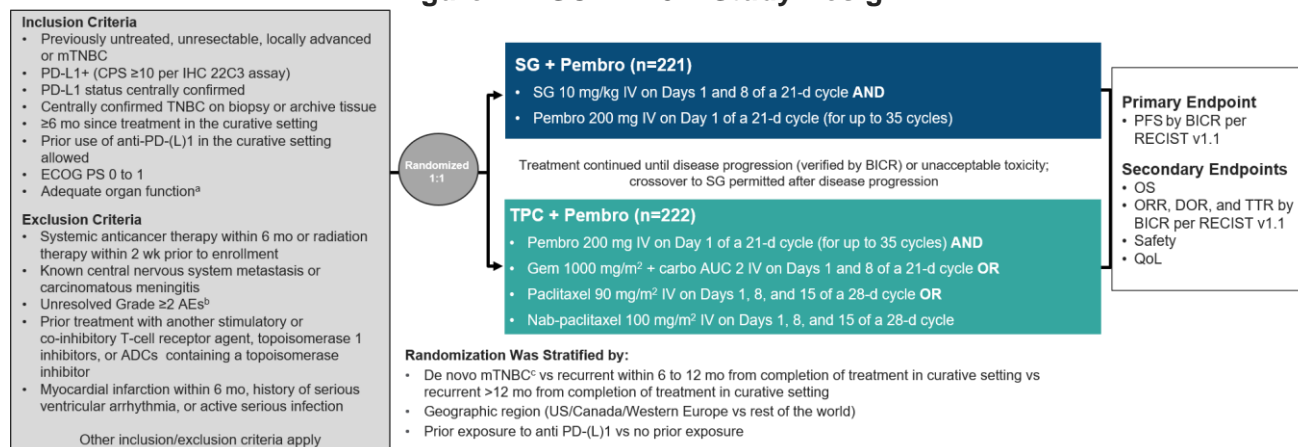 Inclusion Criteria
• Previously untreated, unresectable, locally advanced
or mTNBC
• PD-L1+ (CPS ≥10 per IHC 22C3 assay)
• PD-L1 status centrally confirmed
• Centrally confirmed TNBC on biopsy or archive tissue
• ≥6 mo since treatment in the curative setting
• Prior use of anti-PD-(L)1 in the curative setting
allowed
• ECOG PS 0 to 1
• Adequate organ functionᵃ
Exclusion Criteria
• Systemic anticancer therapy within 6 mo or radiation
therapy within 2 wk prior to enrollment
• Known central nervous system metastasis or
carcinomatous meningitis
• Unresolved Grade ≥2 AEsᵇ
• Prior treatment with another stimulatory or
co-inhibitory T-cell receptor agent, topoisomerase 1
inhibitors, or ADCs containing a topoisomerase
inhibitor
• Myocardial infarction within 6 mo, history of serious
ventricular arrhythmia, or active serious infection
Other inclusion/exclusion criteria apply
Randomized
1:1
SG + Pembro (n=221)
• SG 10 mg/kg IV on Days 1 and 8 of a 21-d cycle AND
• Pembro 200 mg IV on Day 1 of a 21-d cycle (for up to 35 cycles)
Treatment continued until disease progression (verified by BICR) or unacceptable toxicity;
crossover to SG permitted after disease progression
TPC + Pembro (n=222)
• Pembro 200 mg IV on Day 1 of a 21-d cycle (for up to 35 cycles) AND
• Gem 1000 mg/m² + carbo AUC 2 IV on Days 1 and 8 of a 21-d cycle OR
• Paclitaxel 90 mg/m² IV on Days 1, 8, and 15 of a 28-d cycle OR
• Nab-paclitaxel 100 mg/m² IV on Days 1, 8, and 15 of a 28-d cycle
Randomization Was Stratified by:
• De novo mTNBCᶜ vs recurrent within 6 to 12 mo from completion of treatment in curative setting vs
recurrent >12 mo from completion of treatment in curative setting
• Geographic region (US/Canada/Western Europe vs rest of the world)
• Prior exposure to anti PD-(L)1 vs no prior exposure
Primary Endpoint
• PFS by BICR per
RECIST v1.1
Secondary Endpoints
• OS
• ORR, DOR, and TTR by
BICR per RECIST v1.1
• Safety
• QoL